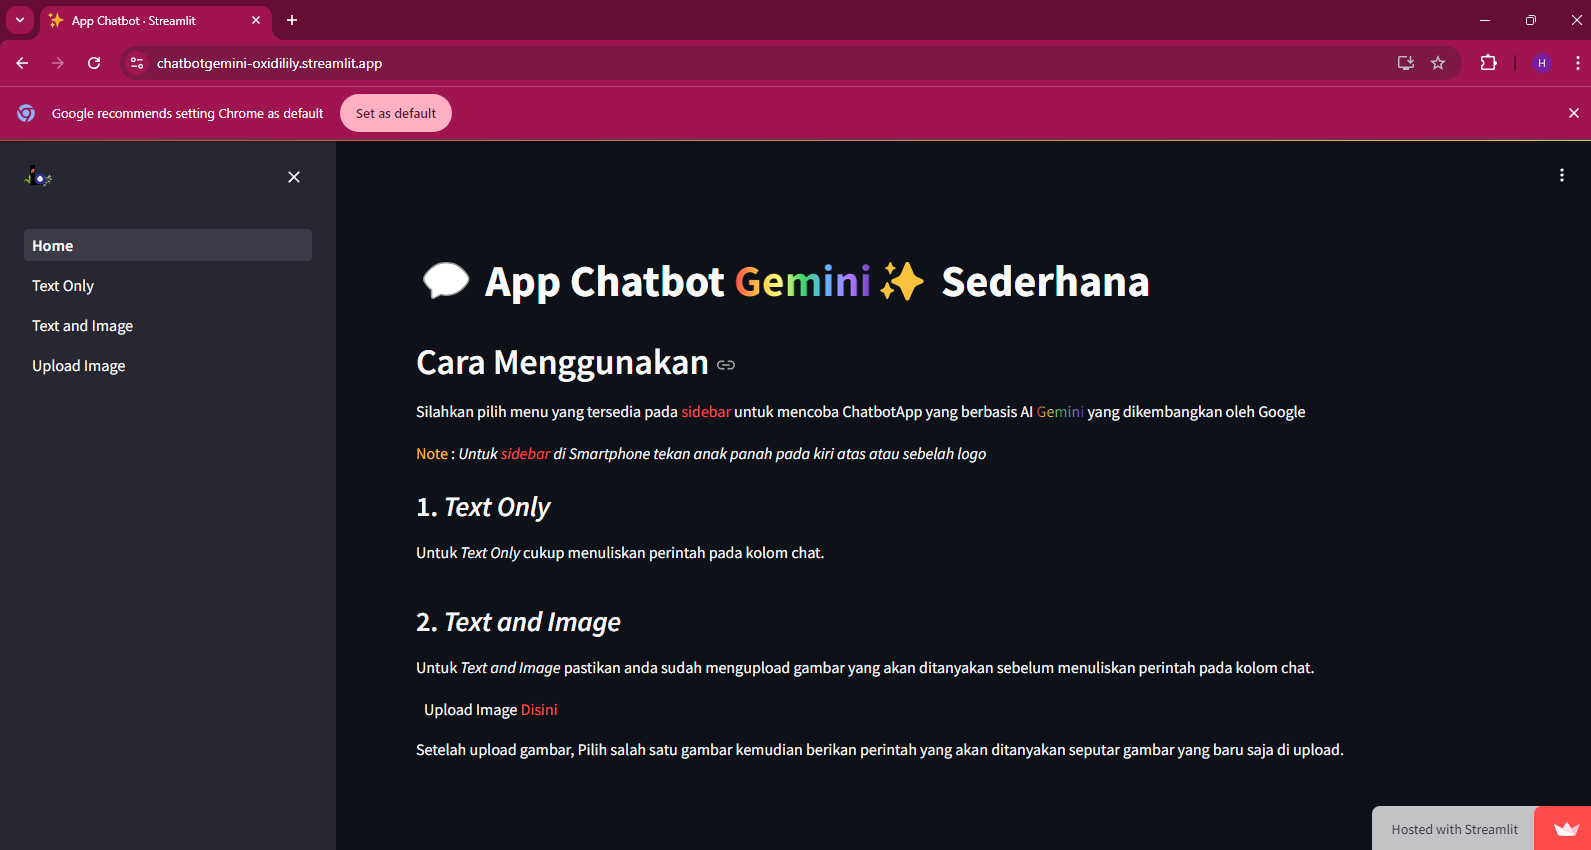 App Chatbot · Streamlit
chatbotgemini-oxidilily.streamlit.app
H
Google recommends setting Chrome as default
Set as default
Home
Text Only
Text and Image
Upload Image
App Chatbot Gemini✨ Sederhana
Cara Menggunakan
Silahkan pilih menu yang tersedia pada sidebar untuk mencoba ChatbotApp yang berbasis AI Gemini yang dikembangkan oleh Google
Note : Untuk sidebar di Smartphone tekan anak panah pada kiri atas atau sebelah logo
1. Text Only
Untuk Text Only cukup menuliskan perintah pada kolom chat.
2. Text and Image
Untuk Text and Image pastikan anda sudah mengupload gambar yang akan ditanyakan sebelum menuliskan perintah pada kolom chat.
Upload Image Disini
Setelah upload gambar, Pilih salah satu gambar kemudian berikan perintah yang akan ditanyakan seputar gambar yang baru saja di upload.
Hosted with Streamlit